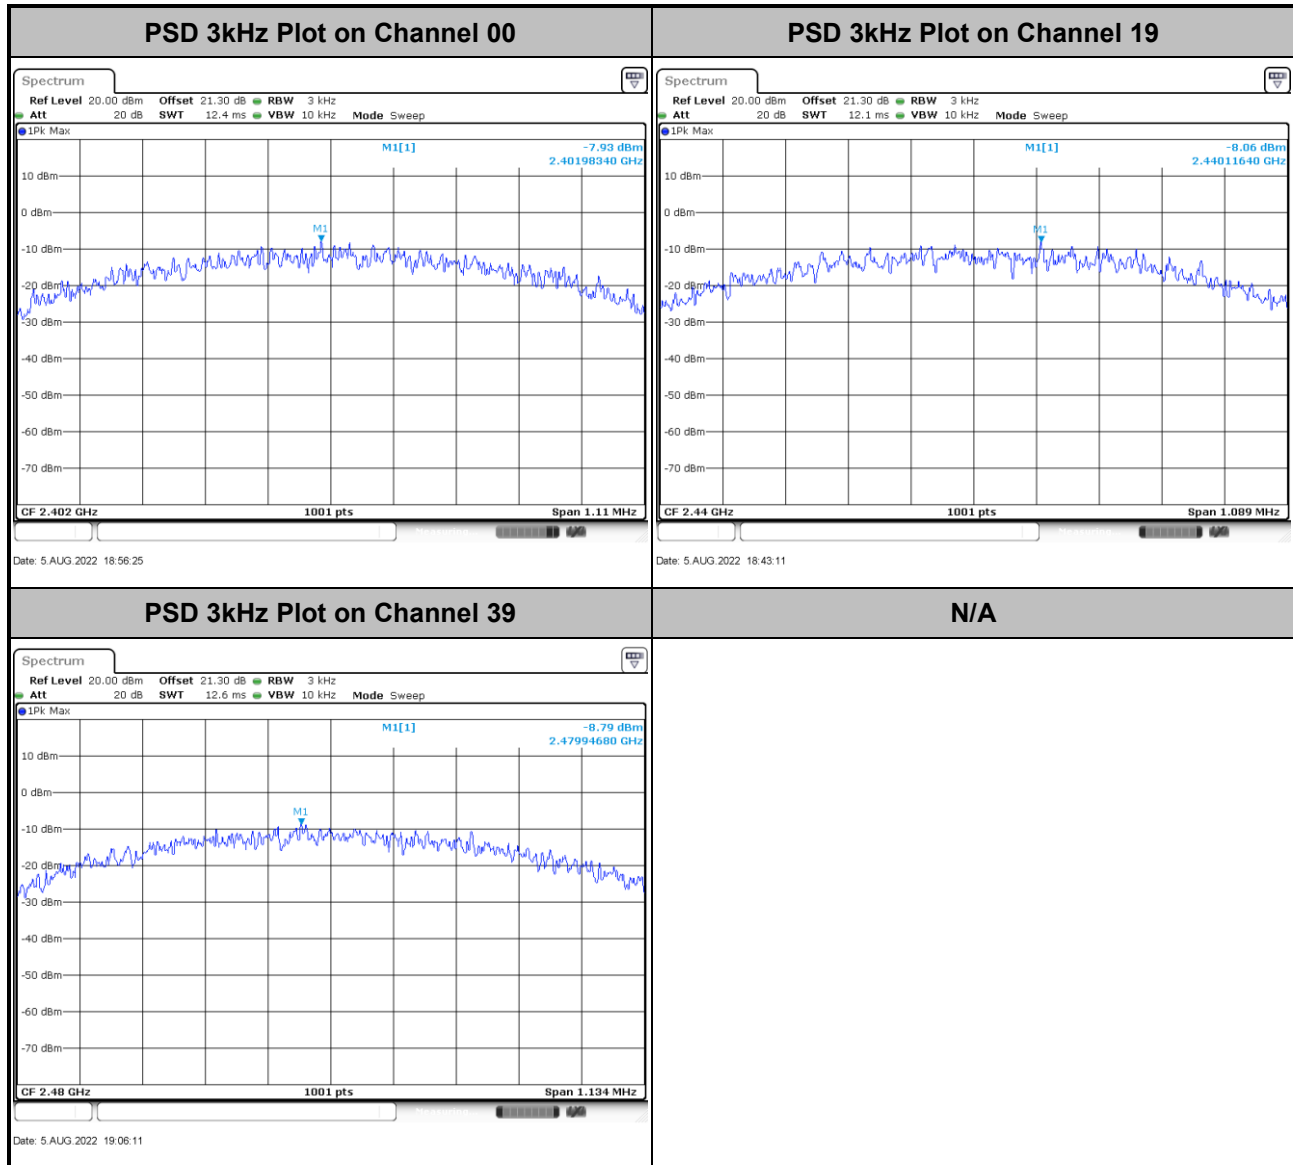 PSD 3kHz Plot on Channel 00
PSD 3kHz Plot on Channel 19
Spectrum
Ref Level 20.00 dBm Offset 21.30 dB RBW 3 kHz
Att 20 dB SWT 12.4 ms VBW 10 kHz Mode Sweep
1Pk Max
M1[1] -7.93 dBm
2.40198340 GHz
10 dBm
0 dBm
M1
-10 dBm
-20 dBm
-30 dBm
-40 dBm
-50 dBm
-60 dBm
-70 dBm
CF 2.402 GHz 1001 pts Span 1.11 MHz
Measuring
Date: 5.AUG.2022 18:56:25
Spectrum
Ref Level 20.00 dBm Offset 21.30 dB RBW 3 kHz
Att 20 dB SWT 12.1 ms VBW 10 kHz Mode Sweep
1Pk Max
M1[1] -8.06 dBm
2.44011640 GHz
10 dBm
0 dBm
M1
-10 dBm
-20 dBm
-30 dBm
-40 dBm
-50 dBm
-60 dBm
-70 dBm
CF 2.44 GHz 1001 pts Span 1.089 MHz
Measuring
Date: 5.AUG.2022 18:43:11
PSD 3kHz Plot on Channel 39
N/A
Spectrum
Ref Level 20.00 dBm Offset 21.30 dB RBW 3 kHz
Att 20 dB SWT 12.6 ms VBW 10 kHz Mode Sweep
1Pk Max
M1[1] -8.79 dBm
2.47994680 GHz
10 dBm
0 dBm
M1
-10 dBm
-20 dBm
-30 dBm
-40 dBm
-50 dBm
-60 dBm
-70 dBm
CF 2.48 GHz 1001 pts Span 1.134 MHz
Measuring
Date: 5.AUG.2022 19:06:11